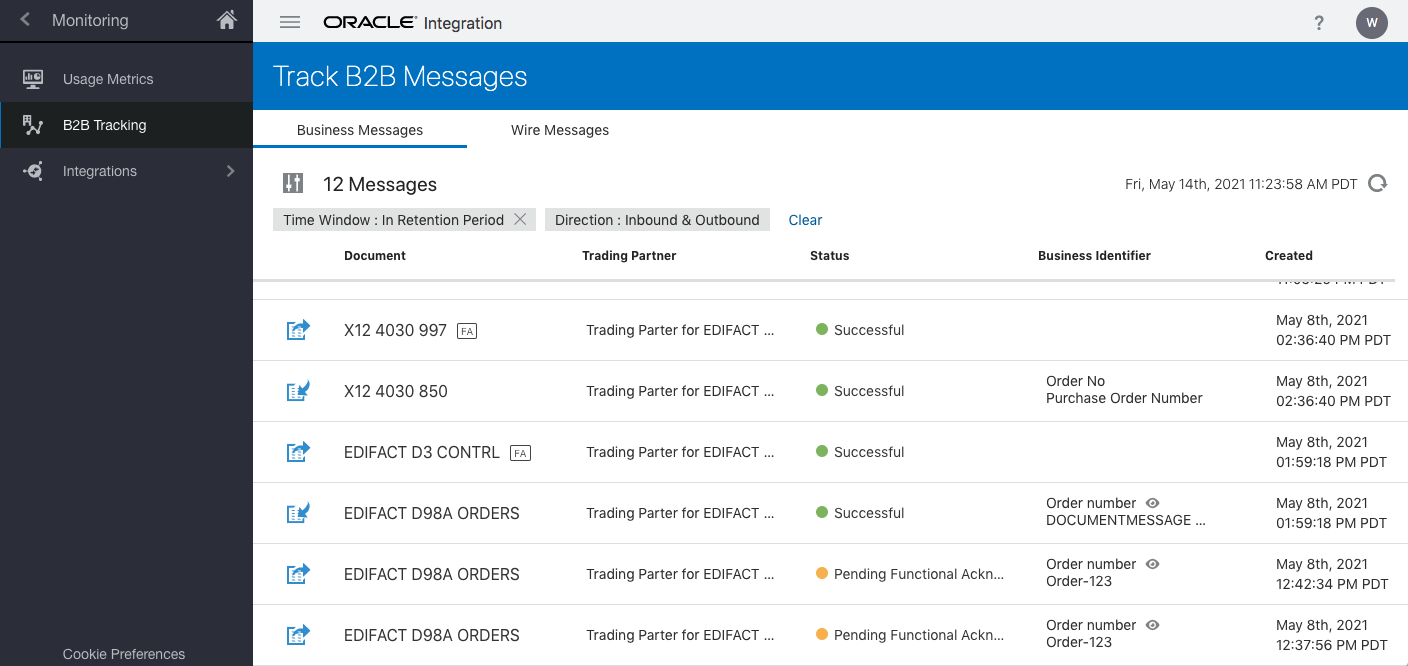 Monitoring
ORACLE Integration
?
W
Usage Metrics
B2B Tracking
Integrations
Cookie Preferences
Track B2B Messages
Business Messages
Wire Messages
12 Messages
Fri, May 14th, 2021 11:23:58 AM PDT
Time Window : In Retention Period
Direction : Inbound & Outbound
Clear
Document Trading Partner Status Business Identifier Created
X12 4030 997 FA Trading Parter for EDIFACT ... Successful May 8th, 2021
02:36:40 PM PDT
X12 4030 850 Trading Parter for EDIFACT ... Successful Order No May 8th, 2021
Purchase Order Number 02:36:40 PM PDT
EDIFACT D3 CONTRL FA Trading Parter for EDIFACT ... Successful May 8th, 2021
01:59:18 PM PDT
EDIFACT D98A ORDERS Trading Parter for EDIFACT ... Successful Order number May 8th, 2021
DOCUMENTMESSAGE ... 01:59:18 PM PDT
EDIFACT D98A ORDERS Trading Parter for EDIFACT ... Pending Functional Ackn... Order number May 8th, 2021
Order-123 12:42:34 PM PDT
EDIFACT D98A ORDERS Trading Parter for EDIFACT ... Pending Functional Ackn... Order number May 8th, 2021
Order-123 12:37:56 PM PDT